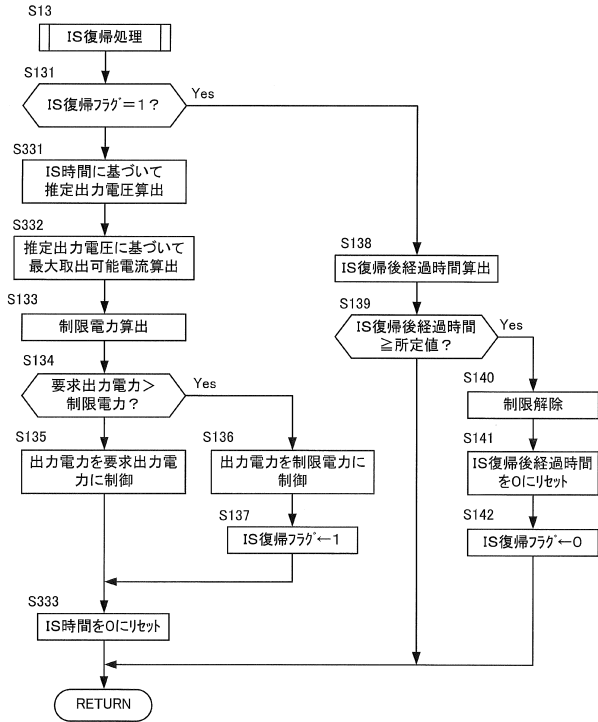 S13
IS復帰処理
S131
IS復帰ﾌﾗｸﾞ=1？
Yes
S331
IS時間に基づいて
推定出力電圧算出
S332
推定出力電圧に基づいて
最大取出可能電流算出
S133
制限電力算出
S134
要求出力電力＞
制限電力？
Yes
S135
出力電力を要求出力電
力に制御
S136
出力電力を制限電力に
制御
S137
IS復帰ﾌﾗｸﾞ←1
S333
IS時間を0にﾘｾｯﾄ
S138
IS復帰後経過時間算出
S139
IS復帰後経過時間
≧所定値？
Yes
S140
制限解除
S141
IS復帰後経過時間
を0にﾘｾｯﾄ
S142
IS復帰ﾌﾗｸﾞ←0
RETURN